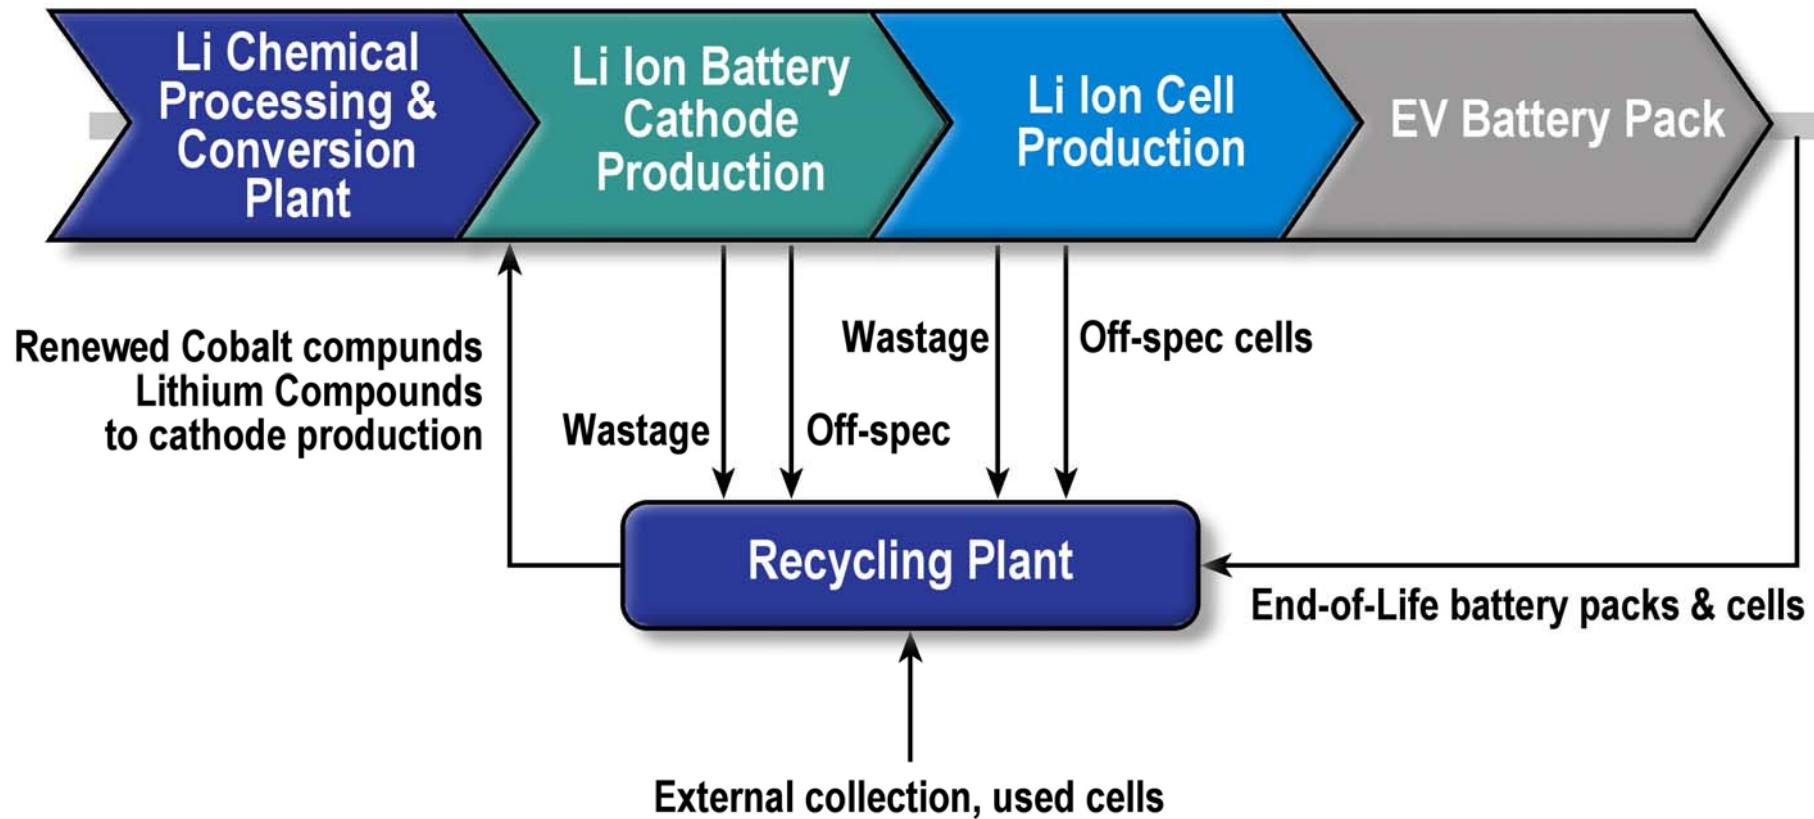 Li Chemical
Processing &
Conversion
Plant
Li Ion Battery
Cathode
Production
Li Ion Cell
Production
EV Battery Pack
Renewed Cobalt compunds
Lithium Compounds
to cathode production
Wastage
Off-spec
Wastage
Off-spec cells
Recycling Plant
End-of-Life battery packs & cells
External collection, used cells